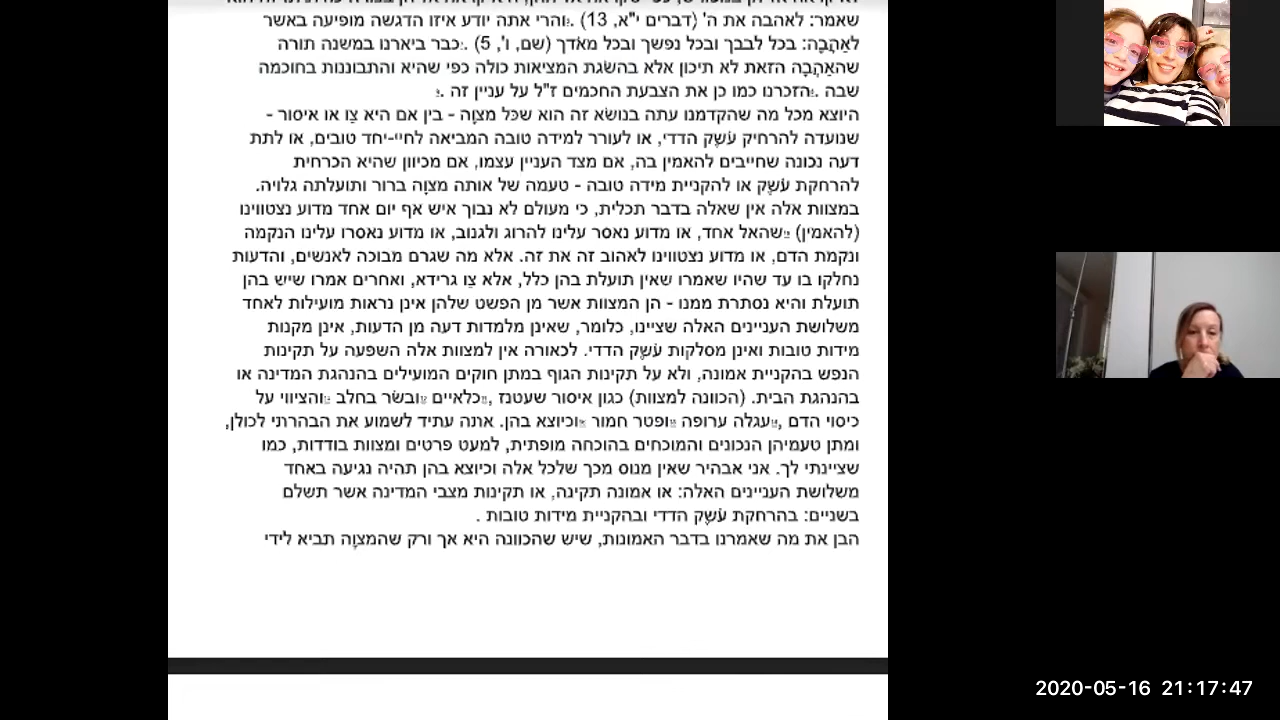 שאמר: לאהבה את ה' (דברים י"א, 13) .והרי אתה יודע איזו הדגשה מופיעה באשר
לאַהֲבָה: בכל לבבך ובכל נפשך ובכל מאֹדך (שם, ו', 5) .כבר ביארנו במשנה תורה
שהאַהֲבָה הזאת לא תיכון אלא בהשׂגת המציאות כולה כפי שהיא והתבוננות בחוכמה
שבה .הזכרנו כמו כן את הצבעת החכמים ז"ל על עניין זה .
היוצא מכל מה שהקדמנו עתה בנושׂא זה הוא שכּל מצוָה - בין אם היא צַו או איסור -
שנועדה להרחיק עֹשֶק הדדי, או לעורר למידה טובה המביאה לחיי-יחד טובים, או לתת
דעה נכונה שחייבים להאמין בה, אם מצד העניין עצמו, אם מכיוון שהיא הכרחית
להרחקת עֹשֶק או להקניית מידה טובה - טעמה של אותה מצוָה ברור ותועלתה גלויה.
במצוות אלה אין שאלה בדבר תכלית, כי מעולם לא נבוך איש אף יום אחד מדוע נצטווינו
(להאמין) שהאל אחד, או מדוע נאסר עלינו להרוג ולגנוב, או מדוע נאסרו עלינו הנקמה
ונקמת הדם, או מדוע נצטווינו לאהוב זה את זה. אלא מה שגרם מבוכה לאנשים, והדעות
נחלקו בו עד שהיו שאמרו שאין תועלת בהן כלל, אלא צַו גרידא, ואחרים אמרו שיש בהן
תועלת והיא נסתרת ממנו - הן המצוות אשר מן הפשט שלהן אינן נראות מועילות לאחד
משלושת העניינים האלה שציינו, כלומר, שאינן מלמדות דעה מן הדעות, אינן מקנות
מידות טובות ואינן מסלקות עֹשֶק הדדי. לכאורה אין למצוות אלה השפעה על תקינות
הנפש בהקניית אמונה, ולא על תקינות הגוף במתן חוקים המועילים בהנהגת המדינה או
בהנהגת הבית. (הכוונה למצוות) כגון איסור שעטנז ,כלאיים ובשׂר בחלב והציווי על
כיסוי הדם ,עגלה ערופה ופטר חמור וכיוצא בהן. אתה עתיד לשמוע את הבהרתי לכולן,
ומתן טעמיהן הנכונים והמוכחים בהוכחה מופתית, למעט פרטים ומצוות בודדות, כמו
שציינתי לך. אני אבהיר שאין מנוס מכך שלכל אלה וכיוצא בהן תהיה נגיעה באחד
משלושת העניינים האלה: או אמונה תקינה, או תקינות מצבי המדינה אשר תשלם
בשניים: בהרחקת עֹשֶק הדדי ובהקניית מידות טובות .
הבן את מה שאמרנו בדבר האמונות, שיש שהכוונה היא אך ורק שהמצוָה תביא לידי
2020-05-16 21:17:47